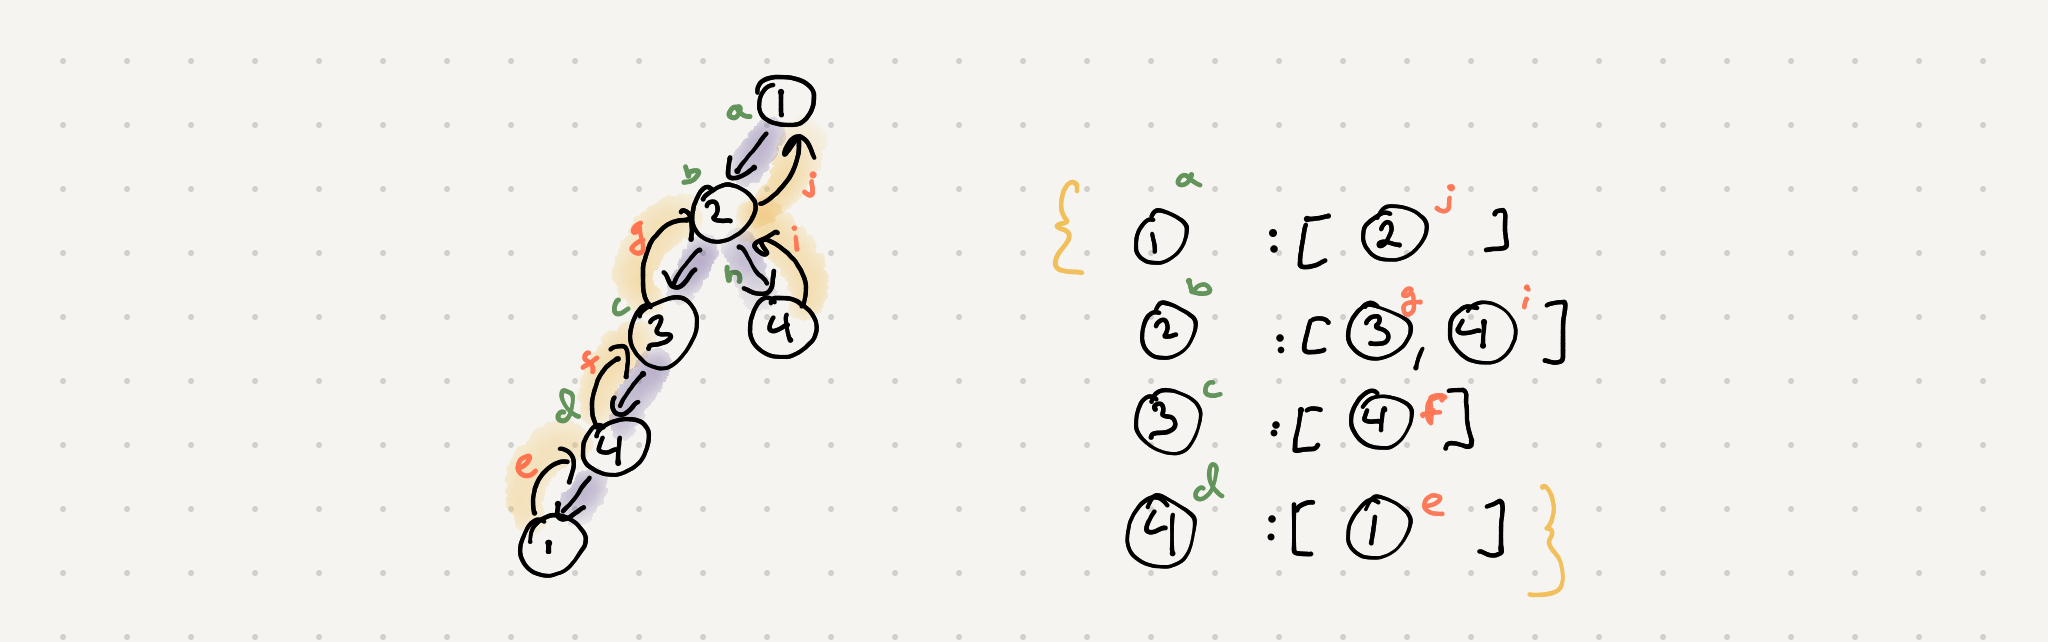 1
a
b
j
2
g
i
h
c
3
4
f
d
e
4
1
a
{ 1 : [ 2 j ]
b
2 : [ 3 g , 4 i ]
c
3 : [ 4 f ]
d
4 : [ 1 e ] }